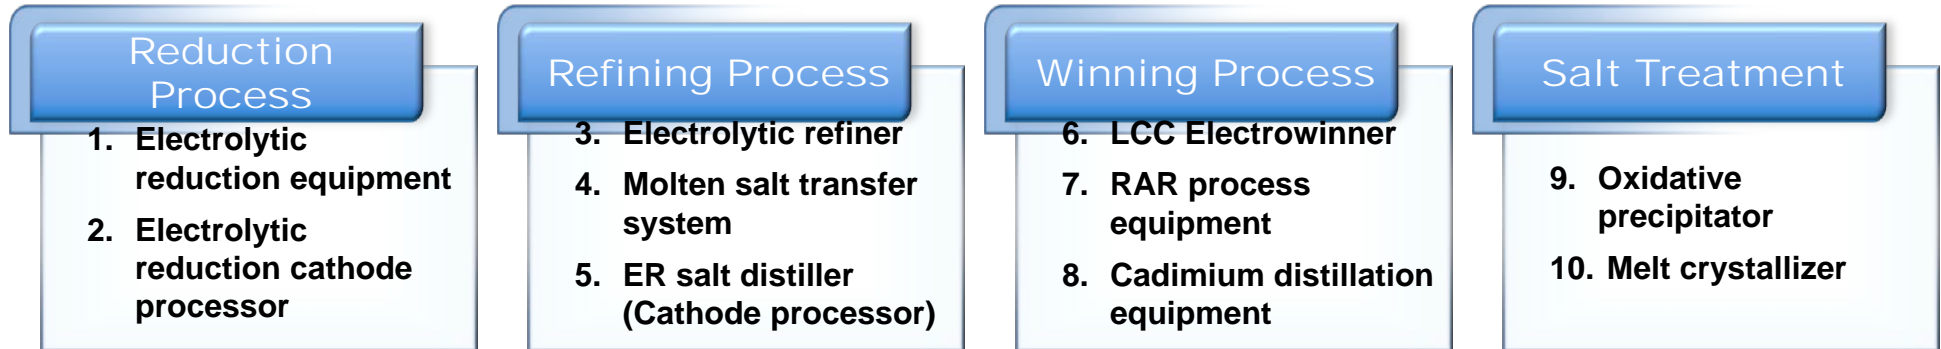 Reduction
Process
1. Electrolytic
reduction equipment
2. Electrolytic
reduction cathode
processor
Refining Process
3. Electrolytic refiner
4. Molten salt transfer
system
5. ER salt distiller
(Cathode processor)
Winning Process
6. LCC Electrowinner
7. RAR process
equipment
8. Cadimium distillation
equipment
Salt Treatment
9. Oxidative
precipitator
10. Melt crystallizer